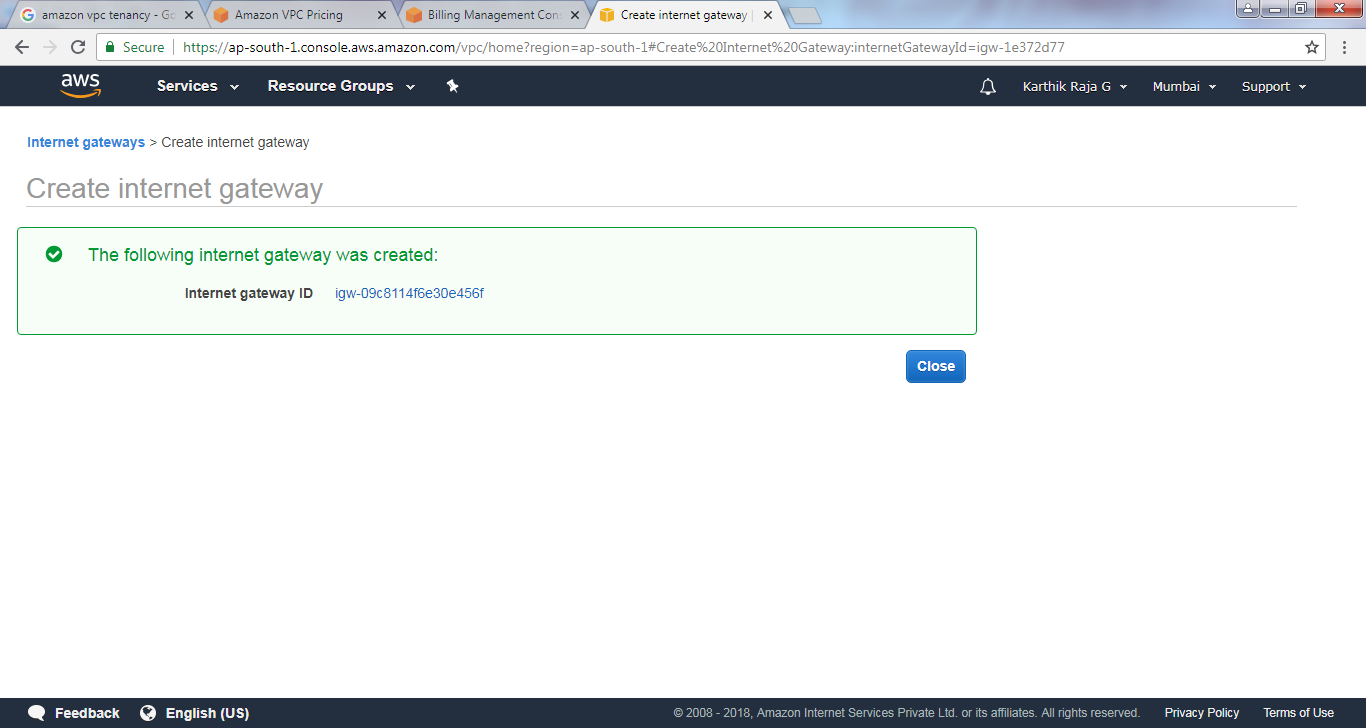 amazon vpc tenancy - Go
Amazon VPC Pricing
Billing Management Cons
Create internet gateway |
Secure
https://ap-south-1.console.aws.amazon.com/vpc/home?region=ap-south-1#Create%20Internet%20Gateway:internetGatewayId=igw-1e372d77
aws Services Resource Groups Karthik Raja G Mumbai Support
Internet gateways > Create internet gateway
Create internet gateway
The following internet gateway was created:
Internet gateway ID igw-09c8114f6e30e456f
Close
Feedback English (US) © 2008 - 2018, Amazon Internet Services Private Ltd. or its affiliates. All rights reserved. Privacy Policy Terms of Use